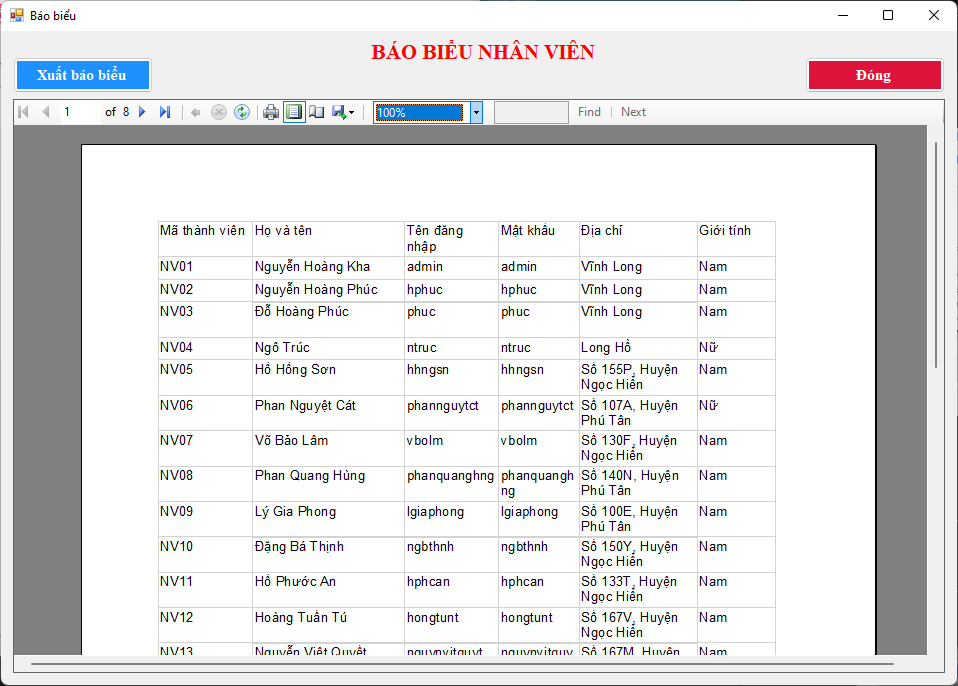 Báo biểu
BÁO BIỂU NHÂN VIÊN
Xuất báo biểu
Đóng
1 of 8 100% Find Next
Mã thành viên Họ và tên Tên đăng nhập Mật khẩu Địa chỉ Giới tính
NV01 Nguyễn Hoàng Kha admin admin Vĩnh Long Nam
NV02 Nguyễn Hoàng Phúc hphuc hphuc Vĩnh Long Nam
NV03 Đỗ Hoàng Phúc phuc phuc Vĩnh Long Nam
NV04 Ngô Trúc ntruc ntruc Long Hồ Nữ
NV05 Hồ Hồng Sơn hhngsn hhngsn Số 155P, Huyện Ngọc Hiển Nam
NV06 Phan Nguyệt Cát phannguytct phannguytct Số 107A, Huyện Phú Tân Nữ
NV07 Võ Bảo Lâm vbolm vbolm Số 130F, Huyện Ngọc Hiển Nam
NV08 Phan Quang Hùng phanquanghng phanquanghng Số 140N, Huyện Phú Tân Nam
NV09 Lý Gia Phong lgiaphong lgiaphong Số 100E, Huyện Phú Tân Nam
NV10 Đặng Bá Thịnh ngbthnh ngbthnh Số 150Y, Huyện Ngọc Hiển Nam
NV11 Hồ Phước An hphcan hphcan Số 133T, Huyện Ngọc Hiển Nam
NV12 Hoàng Tuấn Tú hongtunt hongtunt Số 167V, Huyện Ngọc Hiển Nam
NV13 Nguyễn Việt Quyết nguynvitquyt nguynvitquy Số 167M, Huyện Nam